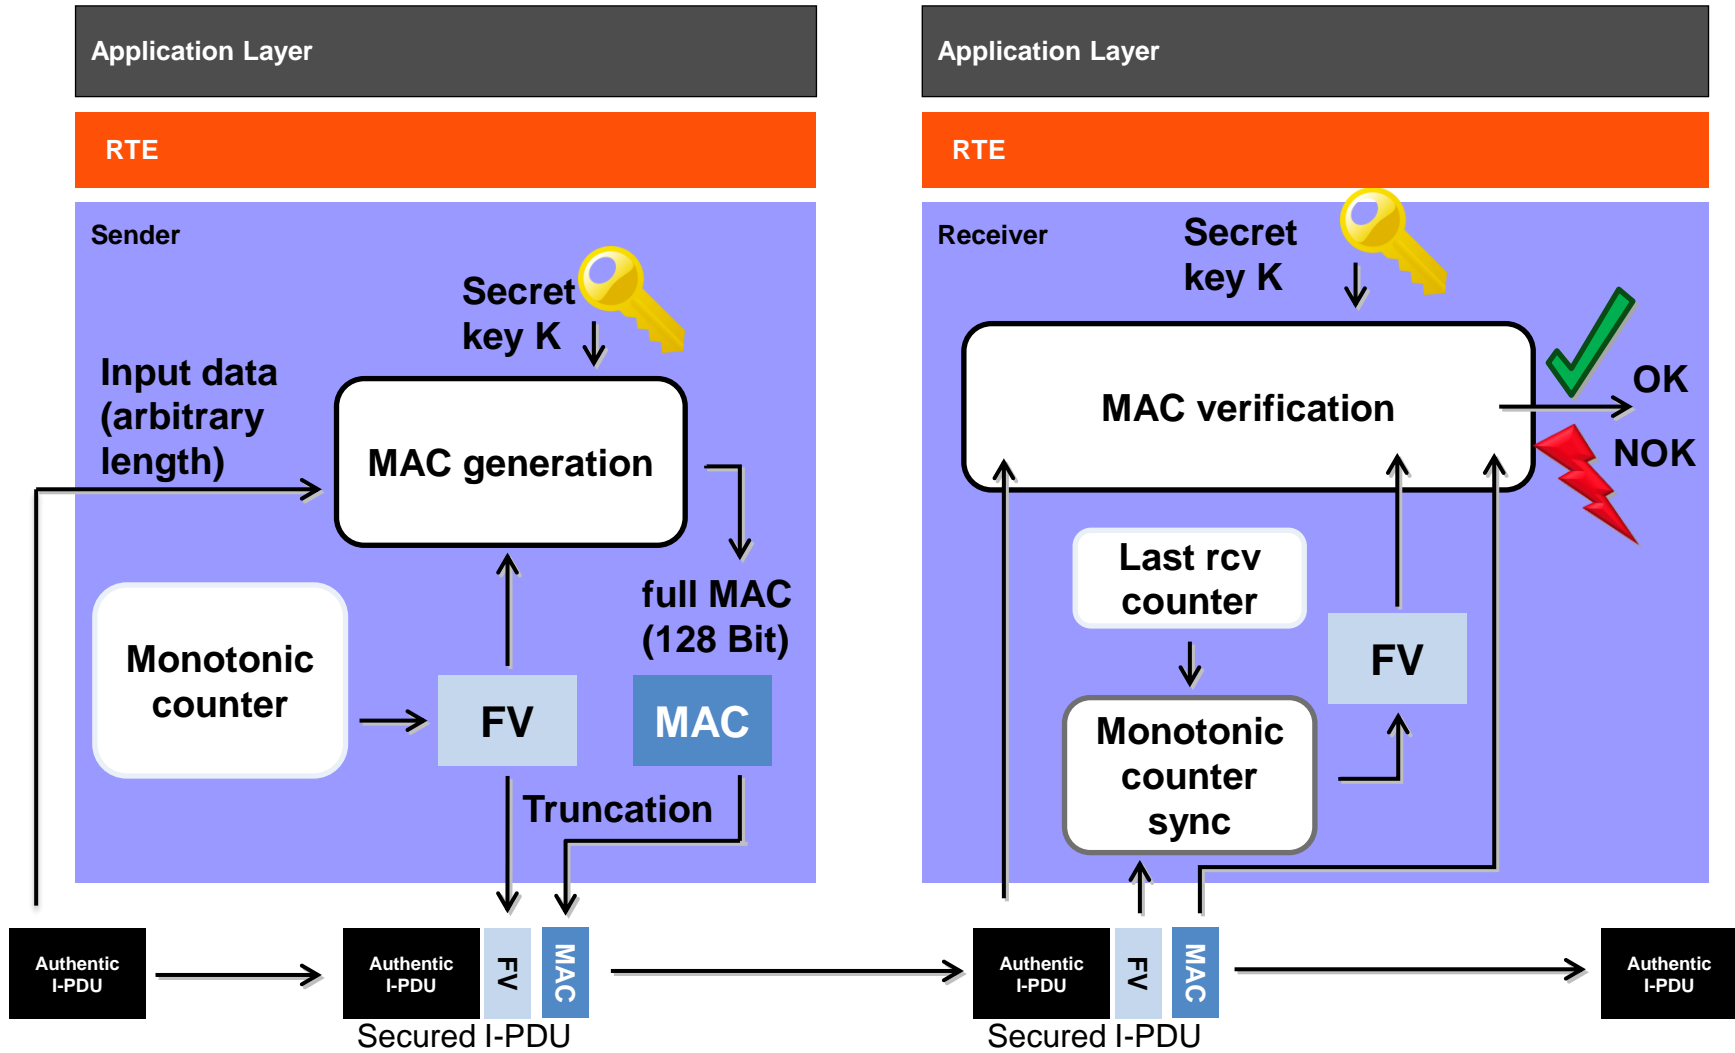 Application Layer
RTE
Sender
Secret
key K
Input data
(arbitrary
length)
MAC generation
full MAC
(128 Bit)
Monotonic
counter
FV
MAC
Truncation
Authentic
I-PDU
Authentic
I-PDU
FV
MAC
Secured I-PDU
Application Layer
RTE
Receiver
Secret
key K
MAC verification
OK
NOK
Last rcv
counter
FV
Monotonic
counter
sync
Authentic
I-PDU
FV
MAC
Secured I-PDU
Authentic
I-PDU